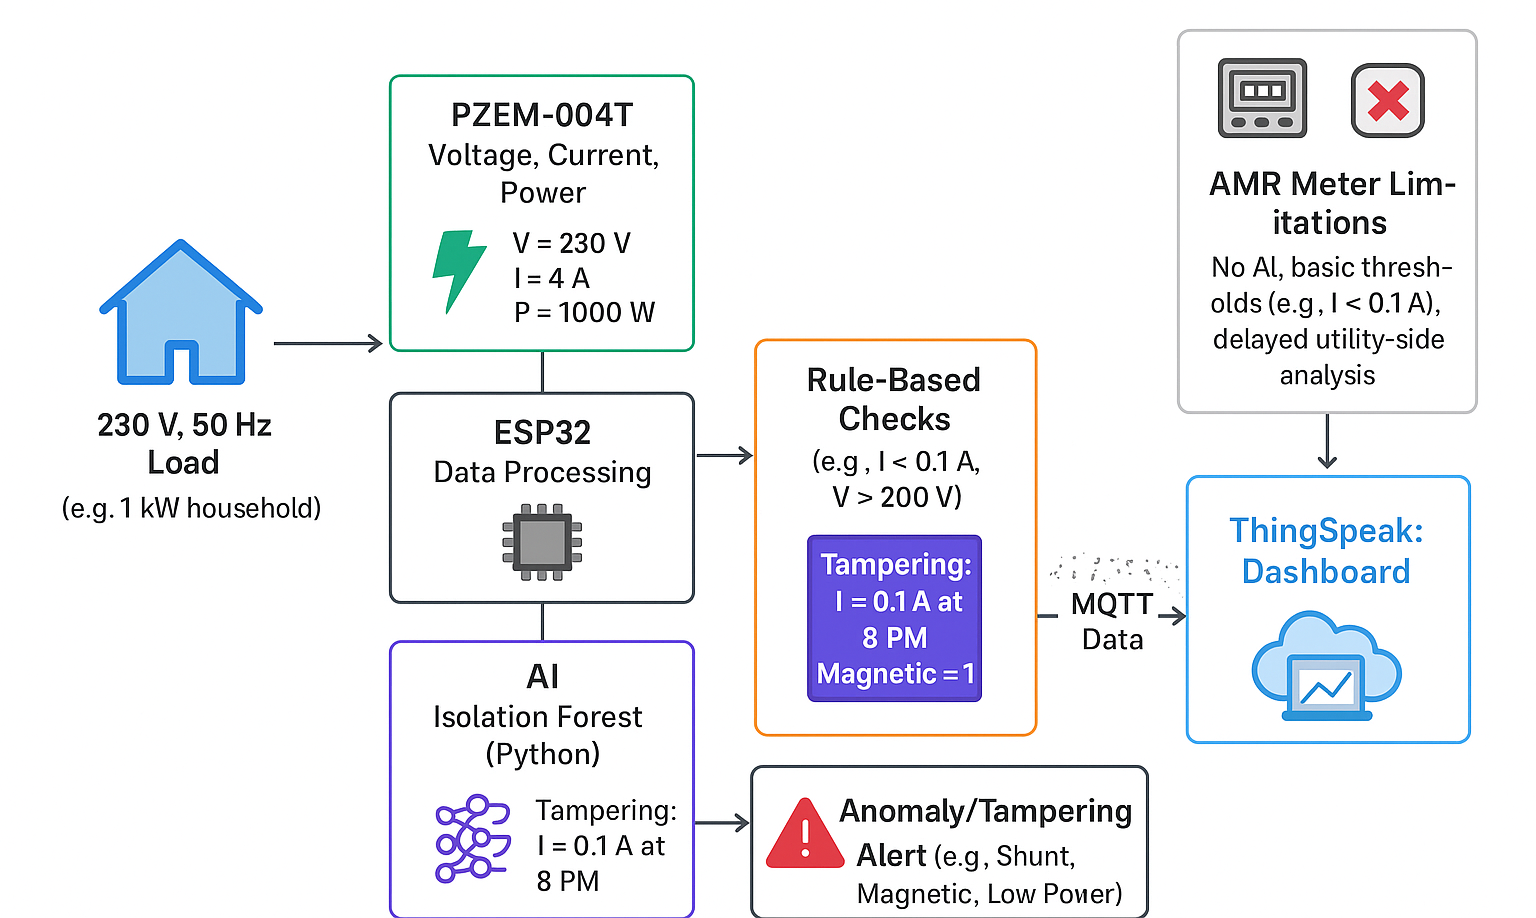 230 V, 50 Hz
Load
(e.g. 1 kW household)
PZEM-004T
Voltage, Current,
Power
V = 230 V
I = 4 A
P = 1000 W
ESP32
Data Processing
AI
Isolation Forest
(Python)
Tampering:
I = 0.1 A at
8 PM
Rule-Based
Checks
(e.g , I < 0.1 A,
V > 200 V)
Tampering:
I = 0.1 A at
8 PM
Magnetic = 1
Anomaly/Tampering
Alert (e.g , Shunt,
Magnetic, Low Power)
MQTT
Data
AMR Meter Lim-
itations
No AI, basic thresh-
olds (e.g , I < 0.1 A),
delayed utility-side
analysis
ThingSpeak:
Dashboard